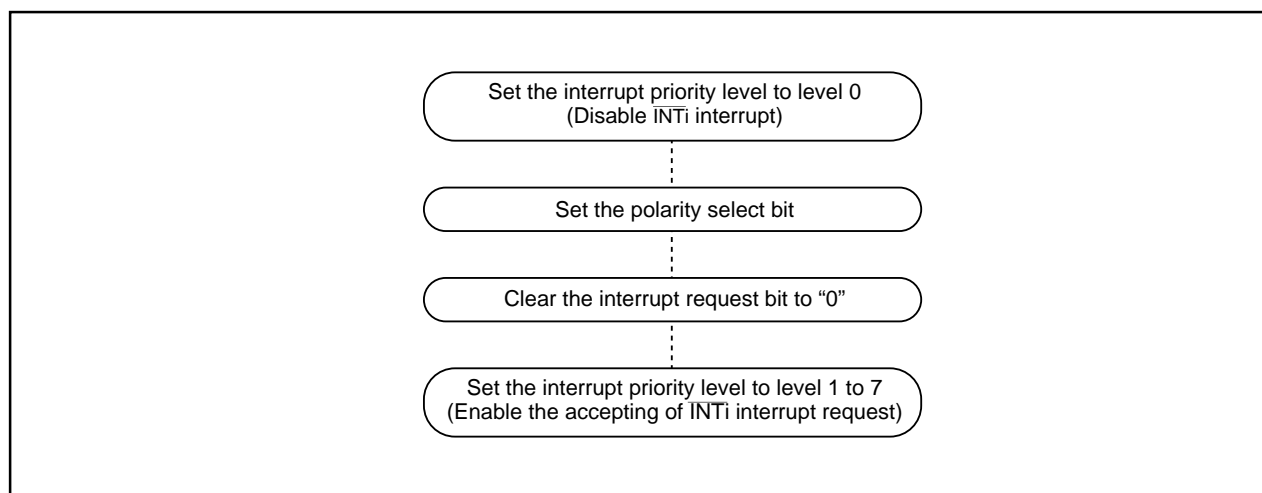 Set the interrupt priority level to level 0
(Disable I̅N̅T̅i interrupt)
Set the polarity select bit
Clear the interrupt request bit to “0”
Set the interrupt priority level to level 1 to 7
(Enable the accepting of I̅N̅T̅i interrupt request)